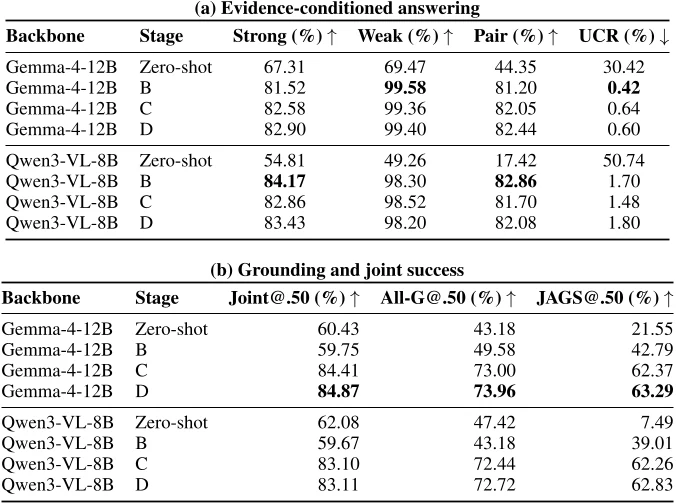 (a) Evidence-conditioned answering
Backbone Stage Strong (%) ↑ Weak (%) ↑ Pair (%) ↑ UCR (%) ↓
Gemma-4-12B Zero-shot 67.31 69.47 44.35 30.42
Gemma-4-12B B 81.52 99.58 81.20 0.42
Gemma-4-12B C 82.58 99.36 82.05 0.64
Gemma-4-12B D 82.90 99.40 82.44 0.60
Qwen3-VL-8B Zero-shot 54.81 49.26 17.42 50.74
Qwen3-VL-8B B 84.17 98.30 82.86 1.70
Qwen3-VL-8B C 82.86 98.52 81.70 1.48
Qwen3-VL-8B D 83.43 98.20 82.08 1.80
(b) Grounding and joint success
Backbone Stage Joint@.50 (%) ↑ All-G@.50 (%) ↑ JAGS@.50 (%) ↑
Gemma-4-12B Zero-shot 60.43 43.18 21.55
Gemma-4-12B B 59.75 49.58 42.79
Gemma-4-12B C 84.41 73.00 62.37
Gemma-4-12B D 84.87 73.96 63.29
Qwen3-VL-8B Zero-shot 62.08 47.42 7.49
Qwen3-VL-8B B 59.67 43.18 39.01
Qwen3-VL-8B C 83.10 72.44 62.26
Qwen3-VL-8B D 83.11 72.72 62.83